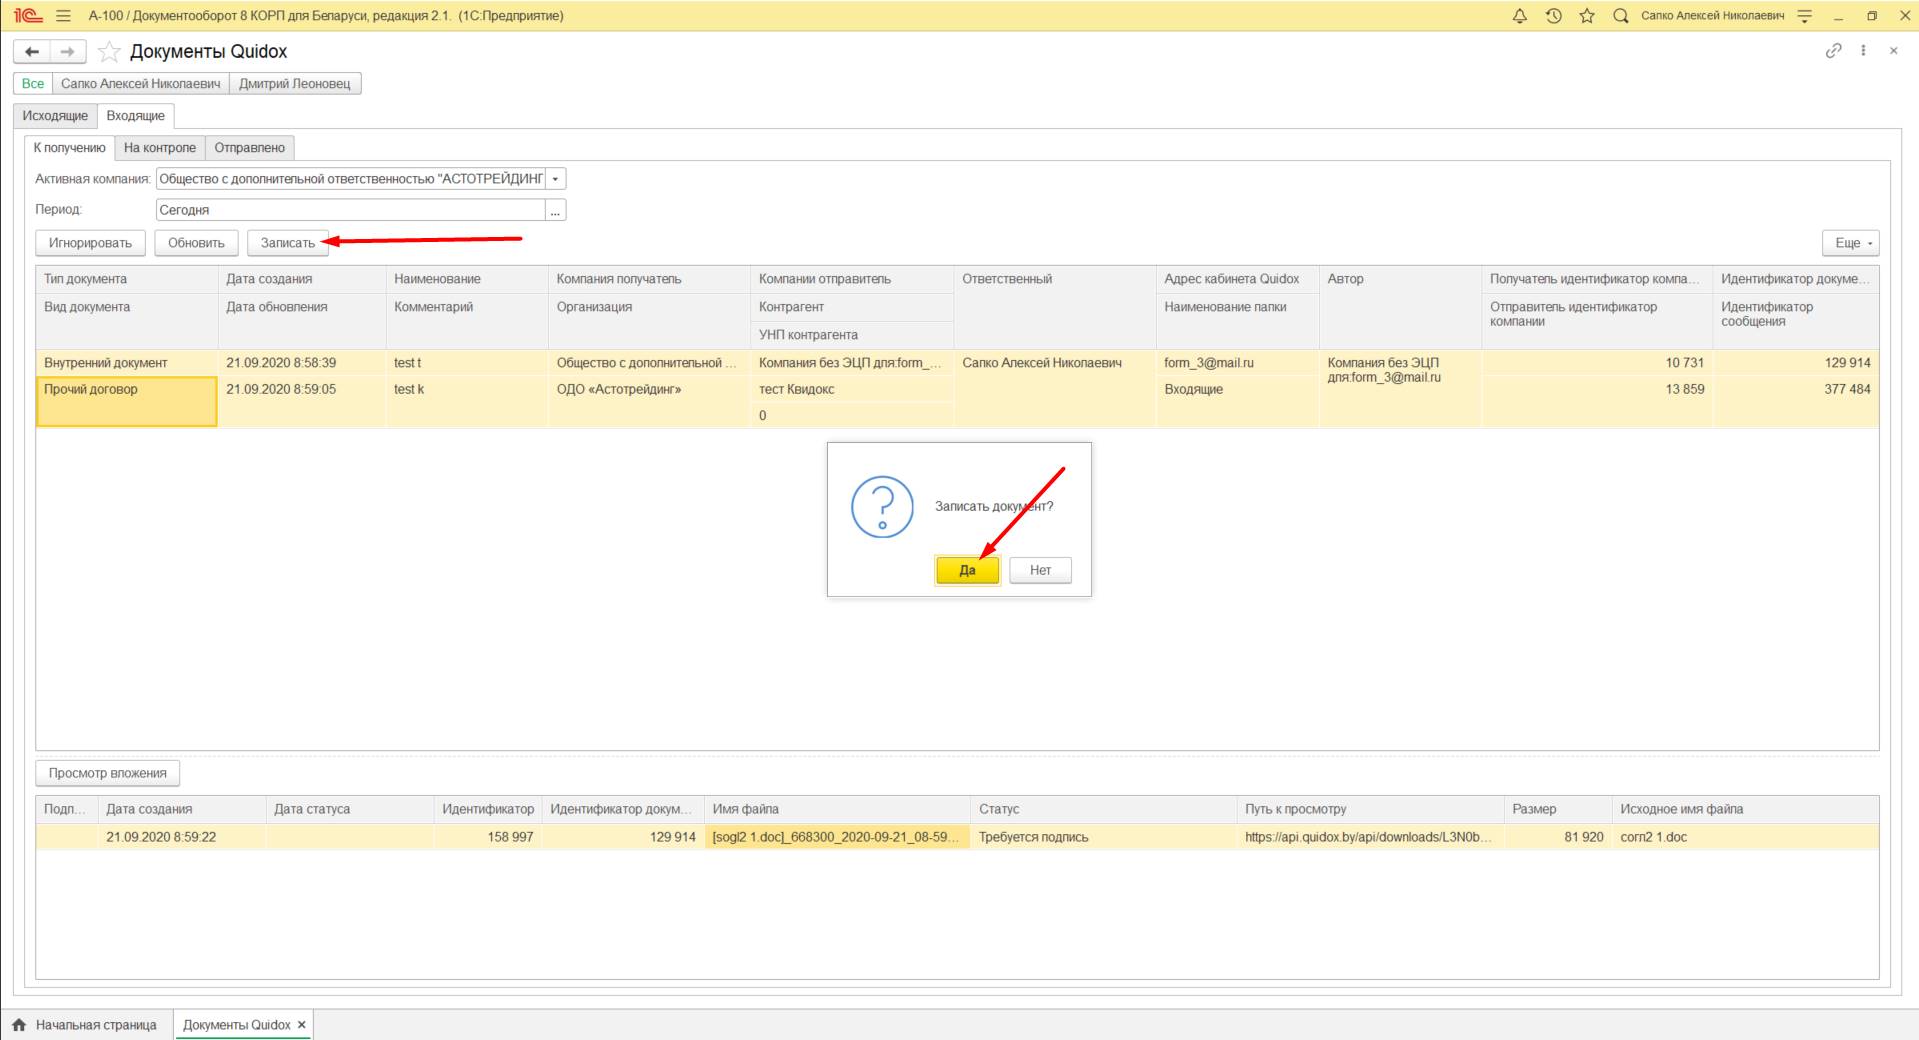 А-100 / Документооборот 8 КОРП для Беларуси, редакция 2.1. (1С:Предприятие)
Сапко Алексей Николаевич
Документы Quidox
Все Сапко Алексей Николаевич Дмитрий Леоновец
Исходящие Входящие
К получению На контроле Отправлено
Активная компания: Общество с дополнительной ответственностью "АСТОТРЕЙДИНГ
Период: Сегодня ...
Игнорировать Обновить Записать Еще
Тип документа Дата создания Наименование Компания получатель Компании отправитель Ответственный Адрес кабинета Quidox Автор Получатель идентификатор компа... Идентификатор докуме...
Вид документа Дата обновления Комментарий Организация Контрагент Наименование папки Отправитель идентификатор Идентификатор
компании сообщения
УНП контрагента
Внутренний документ 21.09.2020 8:58:39 test t Общество с дополнительной ... Компания без ЭЦП для:form_... Сапко Алексей Николаевич form_3@mail.ru Компания без ЭЦП 10 731 129 914
для:form_3@mail.ru
Прочий договор 21.09.2020 8:59:05 test k ОДО «Астотрейдинг» тест Квидокс Входящие 13 859 377 484
0
Записать документ?
Да Нет
Просмотр вложения
Подп... Дата создания Дата статуса Идентификатор Идентификатор докум... Имя файла Статус Путь к просмотру Размер Исходное имя файла
21.09.2020 8:59:22 158 997 129 914 [sogl2 1.doc]_668300_2020-09-21_08-59... Требуется подпись https://api.quidox.by/api/downloads/L3N0b... 81 920 согл2 1.doc
Начальная страница Документы Quidox